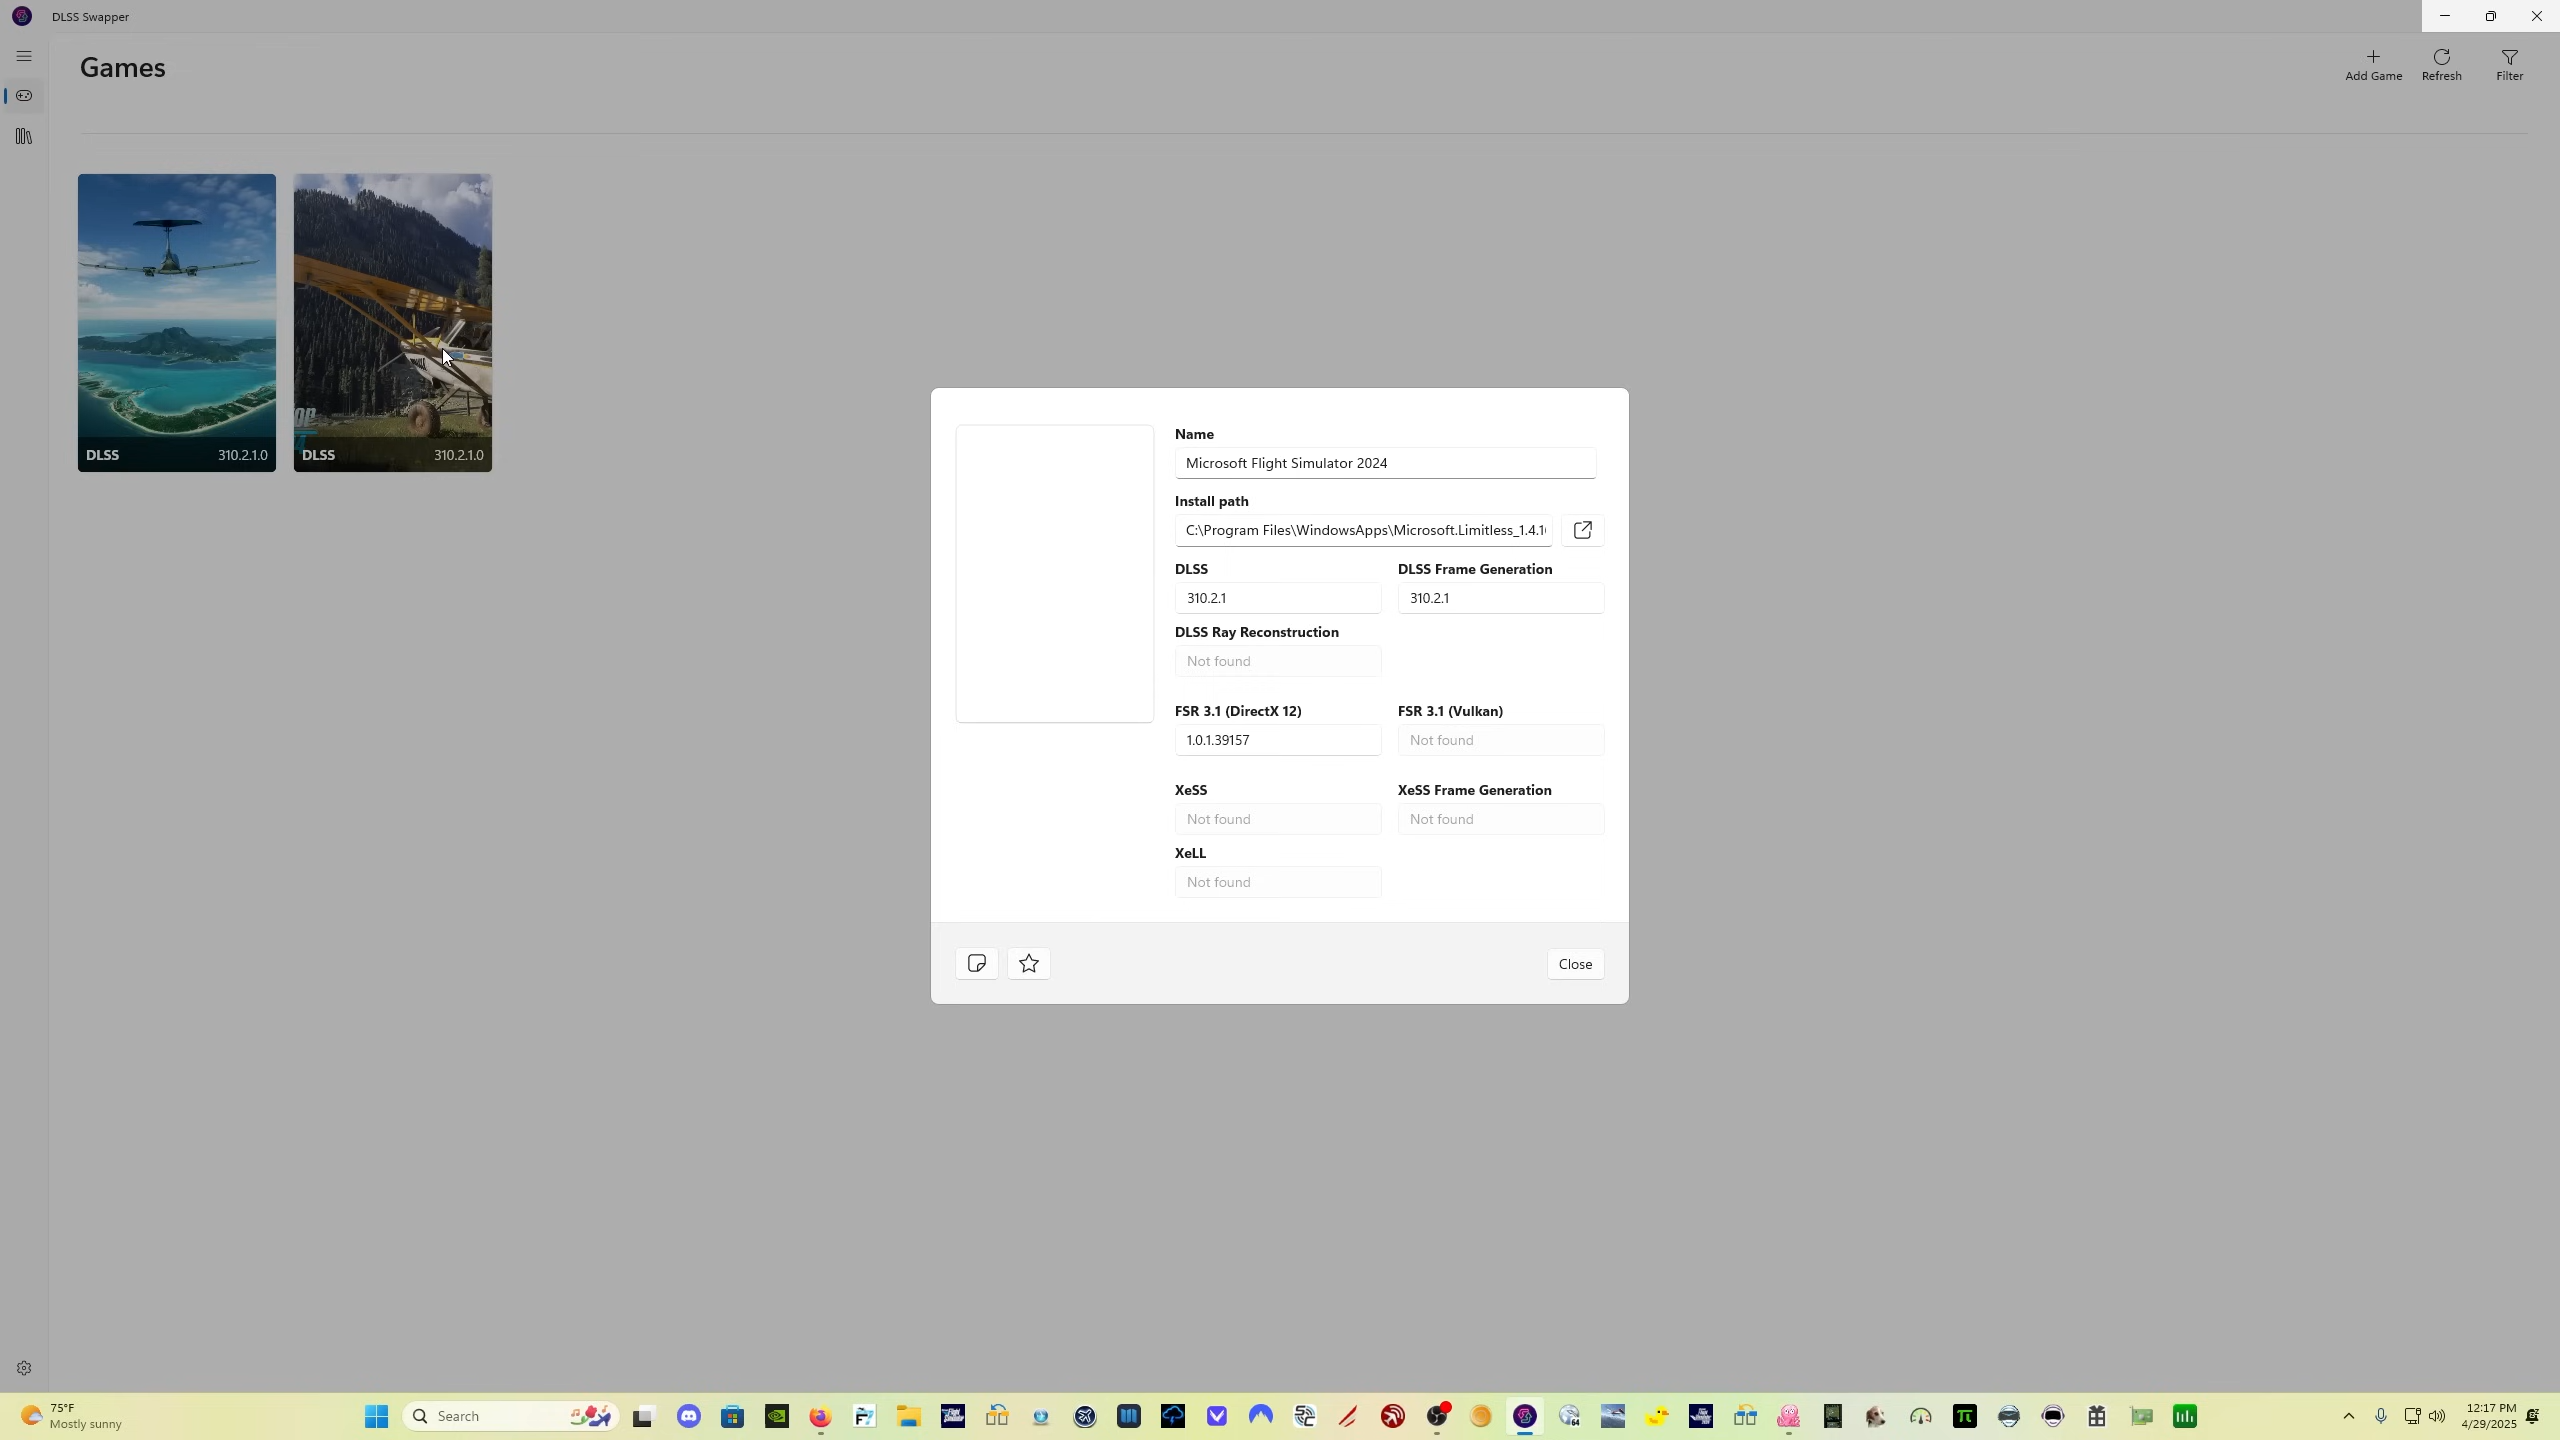 DLSS Swapper
Games
Add Game
Refresh
Filter
DLSS
310.2.1.0
DLSS
310.2.1.0
Name
Microsoft Flight Simulator 2024
Install path
C:\Program Files\WindowsApps\Microsoft.Limitless_1.4.1
DLSS
DLSS Frame Generation
310.2.1
310.2.1
DLSS Ray Reconstruction
Not found
FSR 3.1 (DirectX 12)
FSR 3.1 (Vulkan)
1.0.1.39157
Not found
XeSS
XeSS Frame Generation
Not found
Not found
XeLL
Not found
Close
75°F
Mostly sunny
Search
12:17 PM
4/29/2025